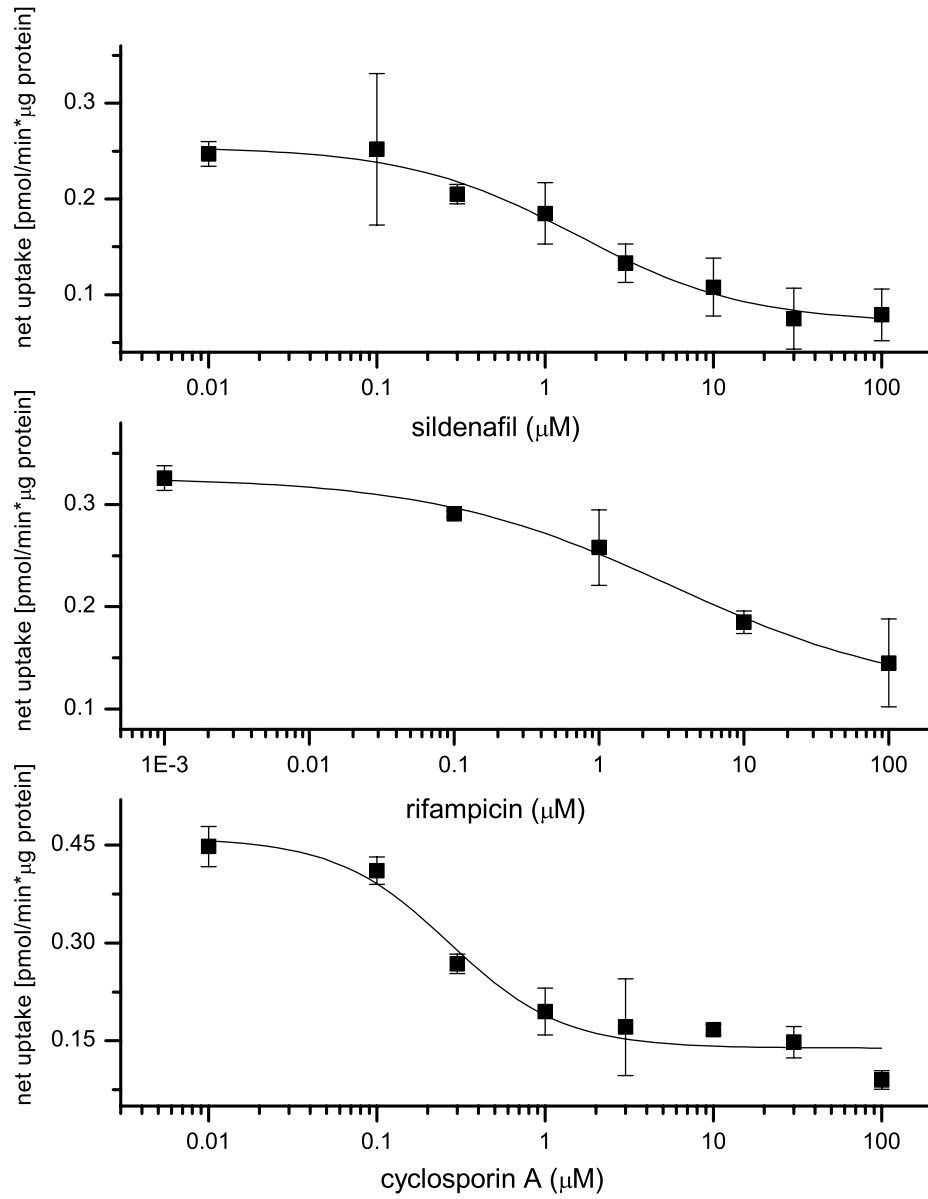 net uptake [pmol/min*μg protein]
0.3
0.2
0.1
0.01 0.1 1 10 100
sildenafil (μM)
net uptake [pmol/min*μg protein]
0.3
0.2
0.1
1E-3 0.01 0.1 1 10 100
rifampicin (μM)
net uptake [pmol/min*μg protein]
0.45
0.30
0.15
0.01 0.1 1 10 100
cyclosporin A (μM)